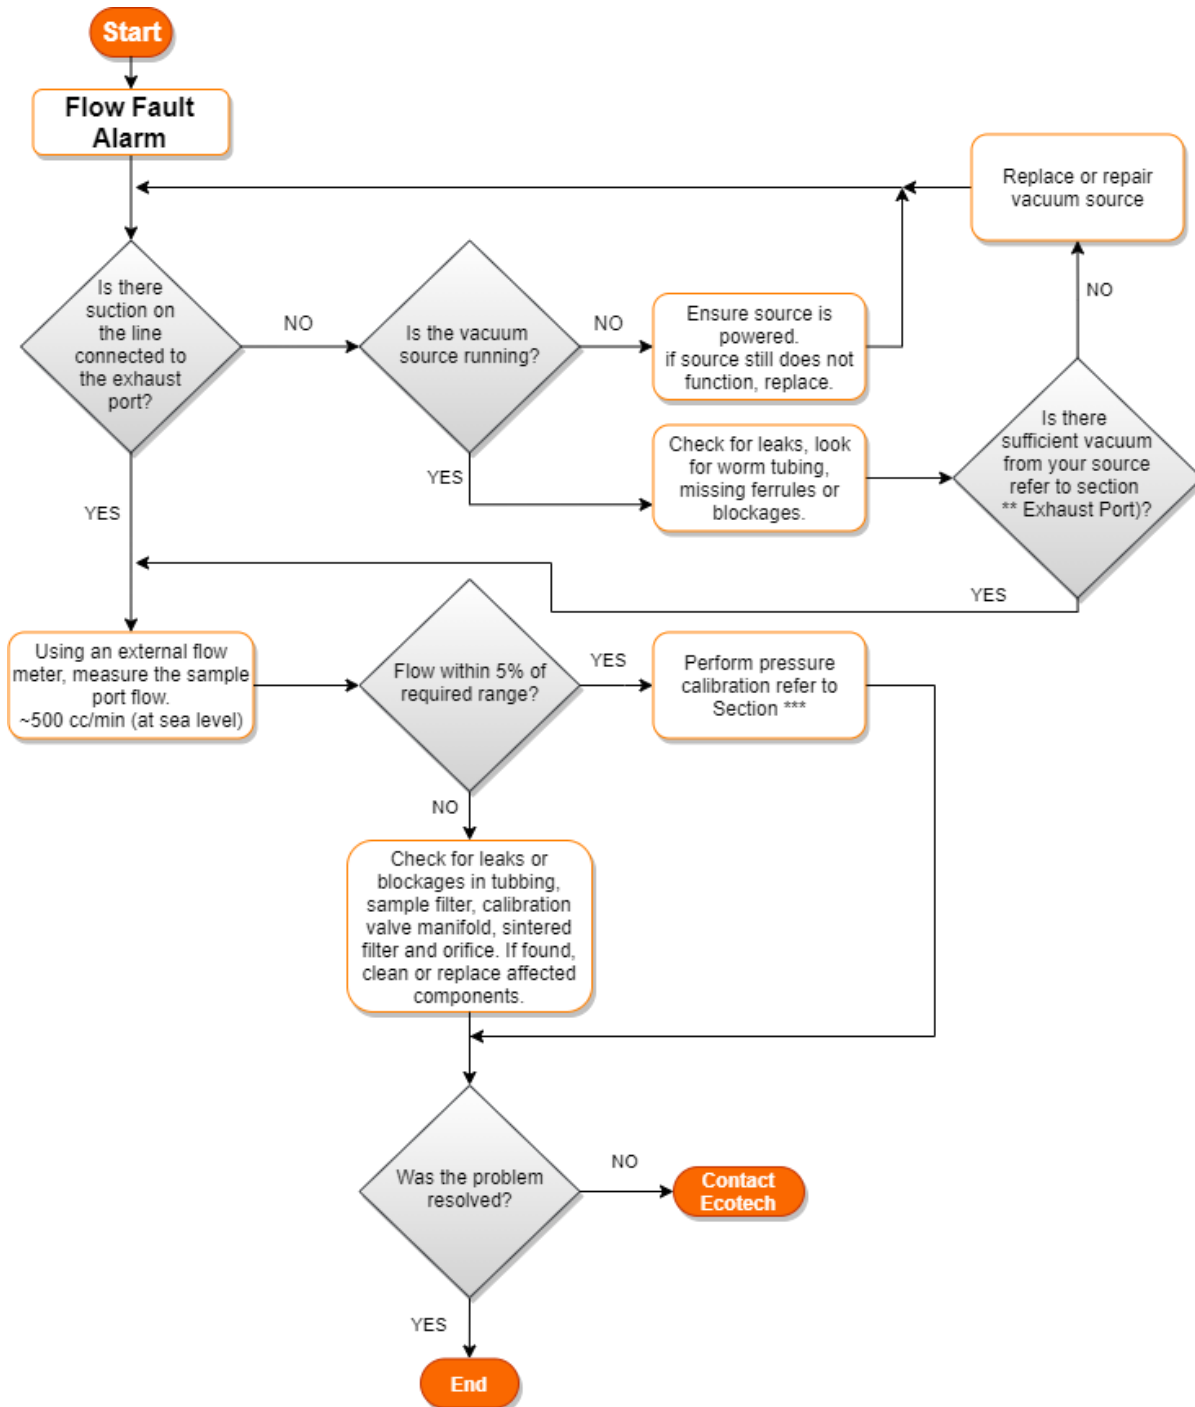 Start
Flow Fault
Alarm
Replace or repair
vacuum source
Is there
suction on
the line
connected to
the exhaust
port?
NO
Is the vacuum
source running?
NO
Ensure source is
powered.
if source still does not
function, replace.
NO
YES
YES
Check for leaks, look
for worm tubing,
missing ferrules or
blockages.
Is there
sufficient vacuum
from your source
refer to section
** Exhaust Port)?
YES
Using an external flow
meter, measure the sample
port flow.
~500 cc/min (at sea level)
Flow within 5% of
required range?
YES
Perform pressure
calibration refer to
Section ***
NO
Check for leaks or
blockages in tubbing,
sample filter, calibration
valve manifold, sintered
filter and orifice. If found,
clean or replace affected
components.
Was the problem
resolved?
NO
Contact
Ecotech
YES
End